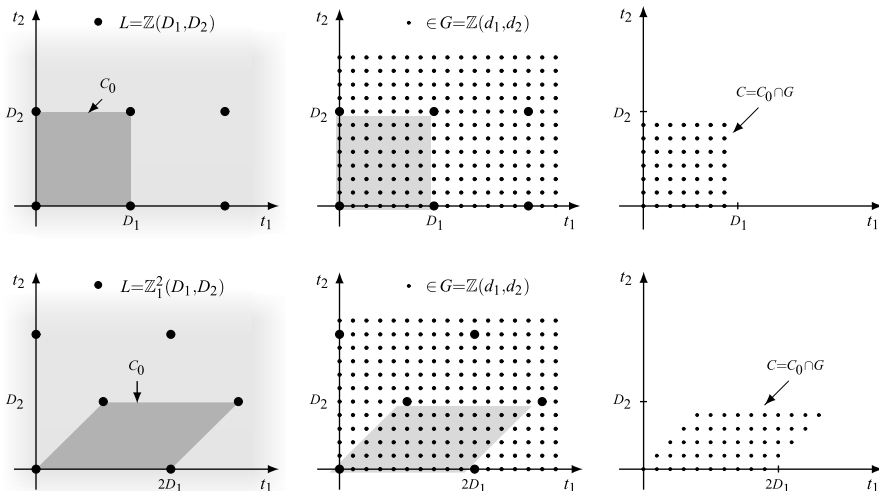 t₂
L=ℤ(D₁,D₂)
C₀
D₂
D₁
t₁
t₂
∈G=ℤ(d₁,d₂)
D₂
D₁
t₁
t₂
C=C₀∩G
D₂
D₁
t₁
t₂
L=ℤ²₁(D₁,D₂)
C₀
D₂
2D₁
t₁
t₂
∈G=ℤ(d₁,d₂)
D₂
2D₁
t₁
t₂
C=C₀∩G
D₂
2D₁
t₁